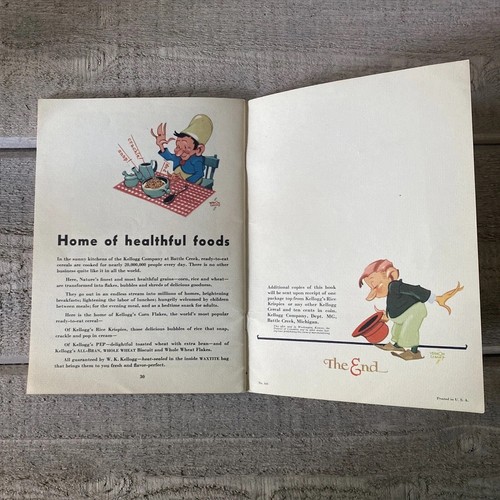 SNAP!
CRACKLE!
POP!
Home of healthful foods
In the sunny kitchens of the Kellogg Company at Battle Creek, ready-to-eat
cereals are cooked for nearly 20,000,000 people every day. There is no other
business quite like it in all the world.
Here, Nature's finest and most healthful grains—corn, rice and wheat—
are transformed into flakes, bubbles and shreds of delicious goodness.
They go out in an endless stream into millions of homes, brightening
breakfasts; lightening the labor of lunches; hungrily welcomed by children
between meals; for the evening meal, and as a bedtime snack for adults.
Here is the home of Kellogg's Corn Flakes, the world's most popular
ready-to-eat cereal—
Of Kellogg's Rice Krispies, those delicious bubbles of rice that snap,
crackle and pop in cream—
Of Kellogg's PEP—delightful toasted wheat with extra bran—and of
Kellogg's ALL-BRAN, WHOLE WHEAT Biscuit and Whole Wheat Flakes.
All guaranteed by W. K. Kellogg—heat-sealed in the inside WAXTITE bag
that brings them to you fresh and flavor-perfect.
30
Additional copies of this book
will be sent upon receipt of one
package top from Kellogg's Rice
Krispies or any other Kellogg
Cereal and ten cents in coin.
Kellogg Company, Dept. MC,
Battle Creek, Michigan.
The End
Printed in U. S. A.